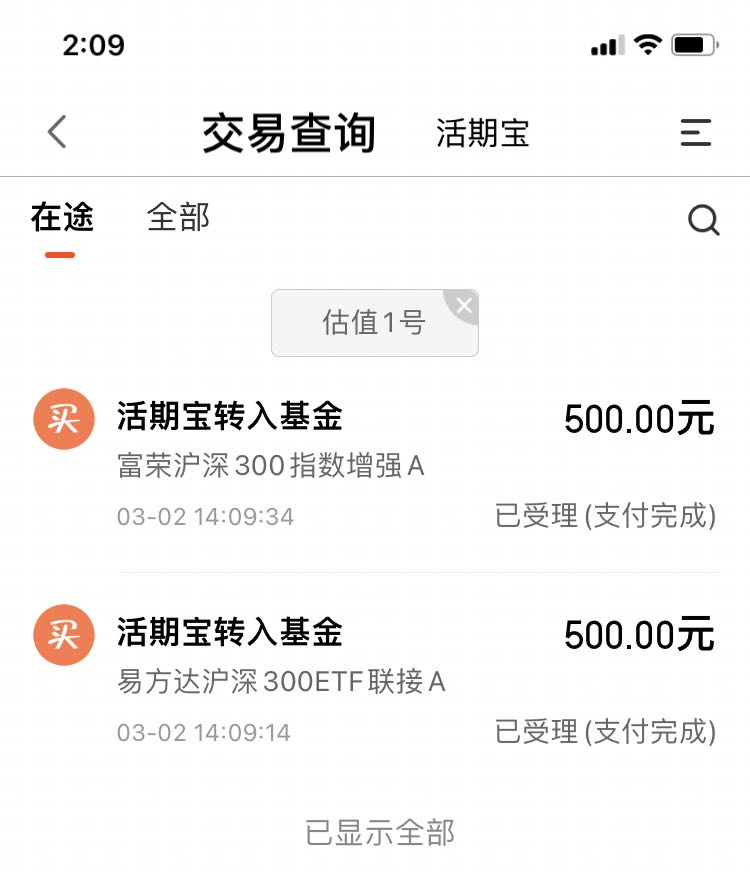 2:09
交易查询 活期宝
在途 全部
估值1号
买 活期宝转入基金 500.00元
富荣沪深300指数增强A
03-02 14:09:34 已受理(支付完成)
买 活期宝转入基金 500.00元
易方达沪深300ETF联接A
03-02 14:09:14 已受理(支付完成)
已显示全部